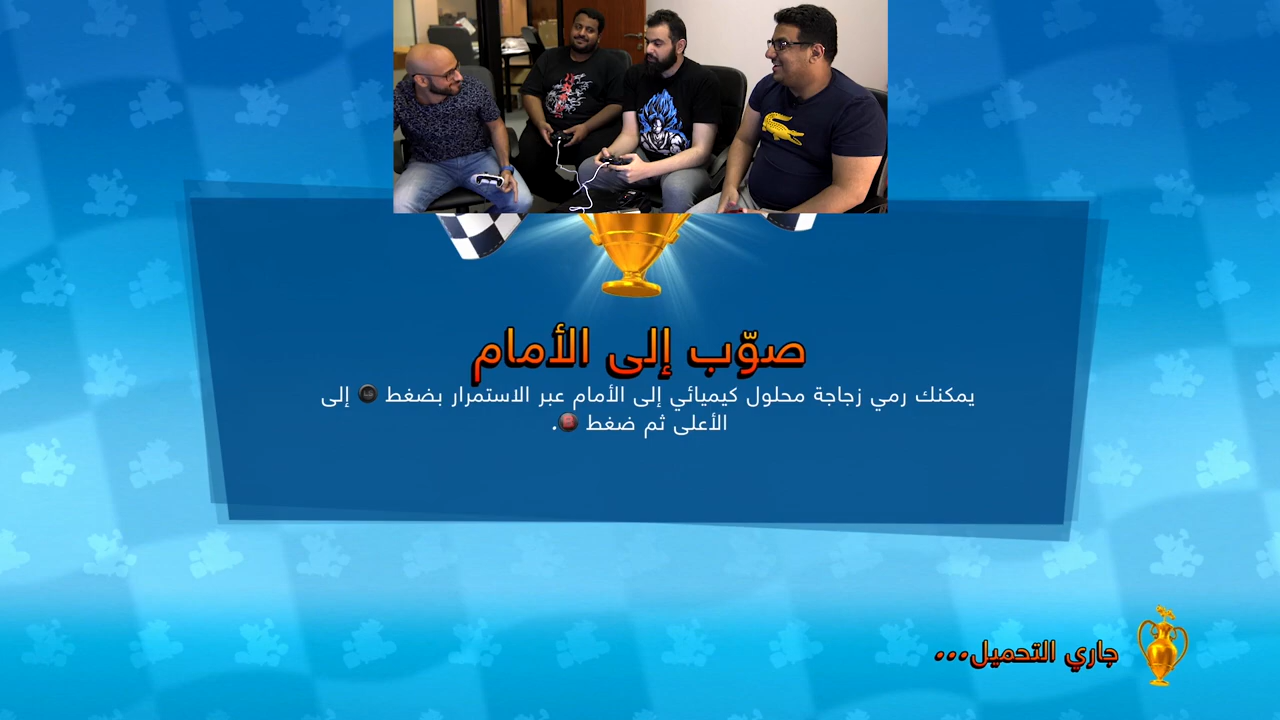 صوّب إلى الأمام
يمكنك رمي زجاجة محلول كيميائي إلى الأمام عبر الاستمرار بضغط إلى
الأعلى ثم ضغط B.
جاري التحميل...